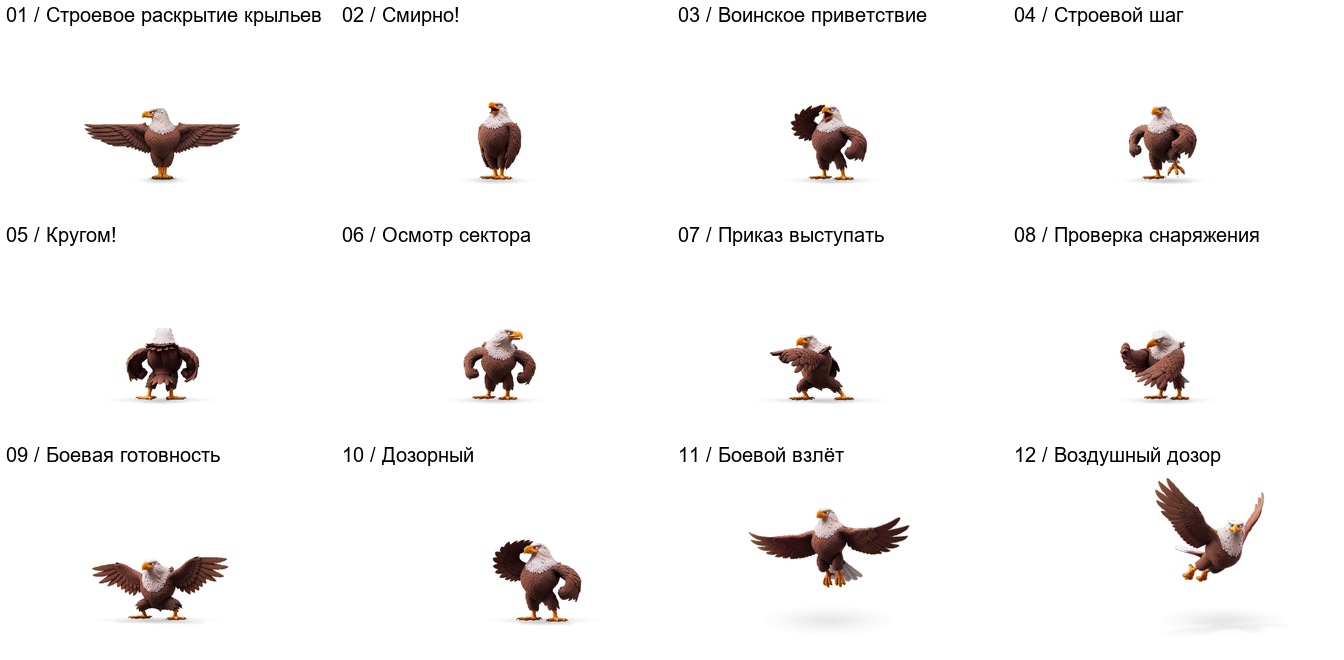 01 / Строевое раскрытие крыльев
02 / Смирно!
03 / Воинское приветствие
04 / Строевой шаг
05 / Кругом!
06 / Осмотр сектора
07 / Приказ выступать
08 / Проверка снаряжения
09 / Боевая готовность
10 / Дозорный
11 / Боевой взлёт
12 / Воздушный дозор